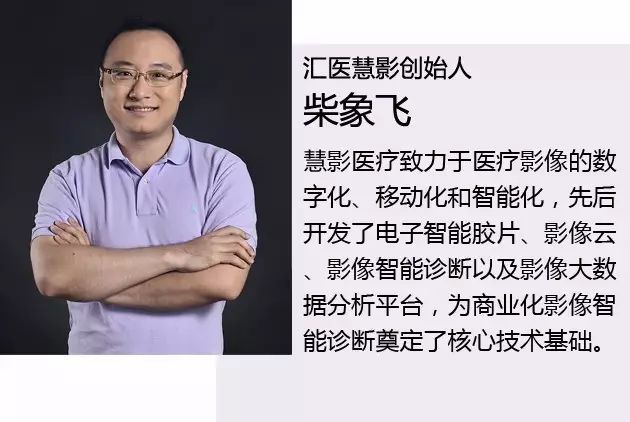 汇医慧影创始人
柴象飞
慧影医疗致力于医疗影像的数
字化、移动化和智能化，先后
开发了电子智能胶片、影像云
、影像智能诊断以及影像大数
据分析平台，为商业化影像智
能诊断奠定了核心技术基础。